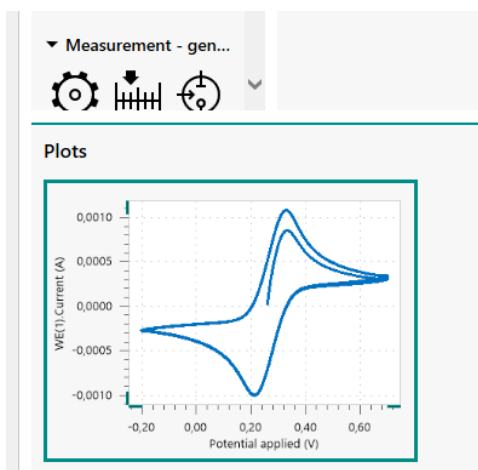 Measurement - gen...
Plots
0,0010
0,0005
0,0000
-0,0005
-0,0010
WE(1).Current (A)
-0,20 0,00 0,20 0,40 0,60
Potential applied (V)